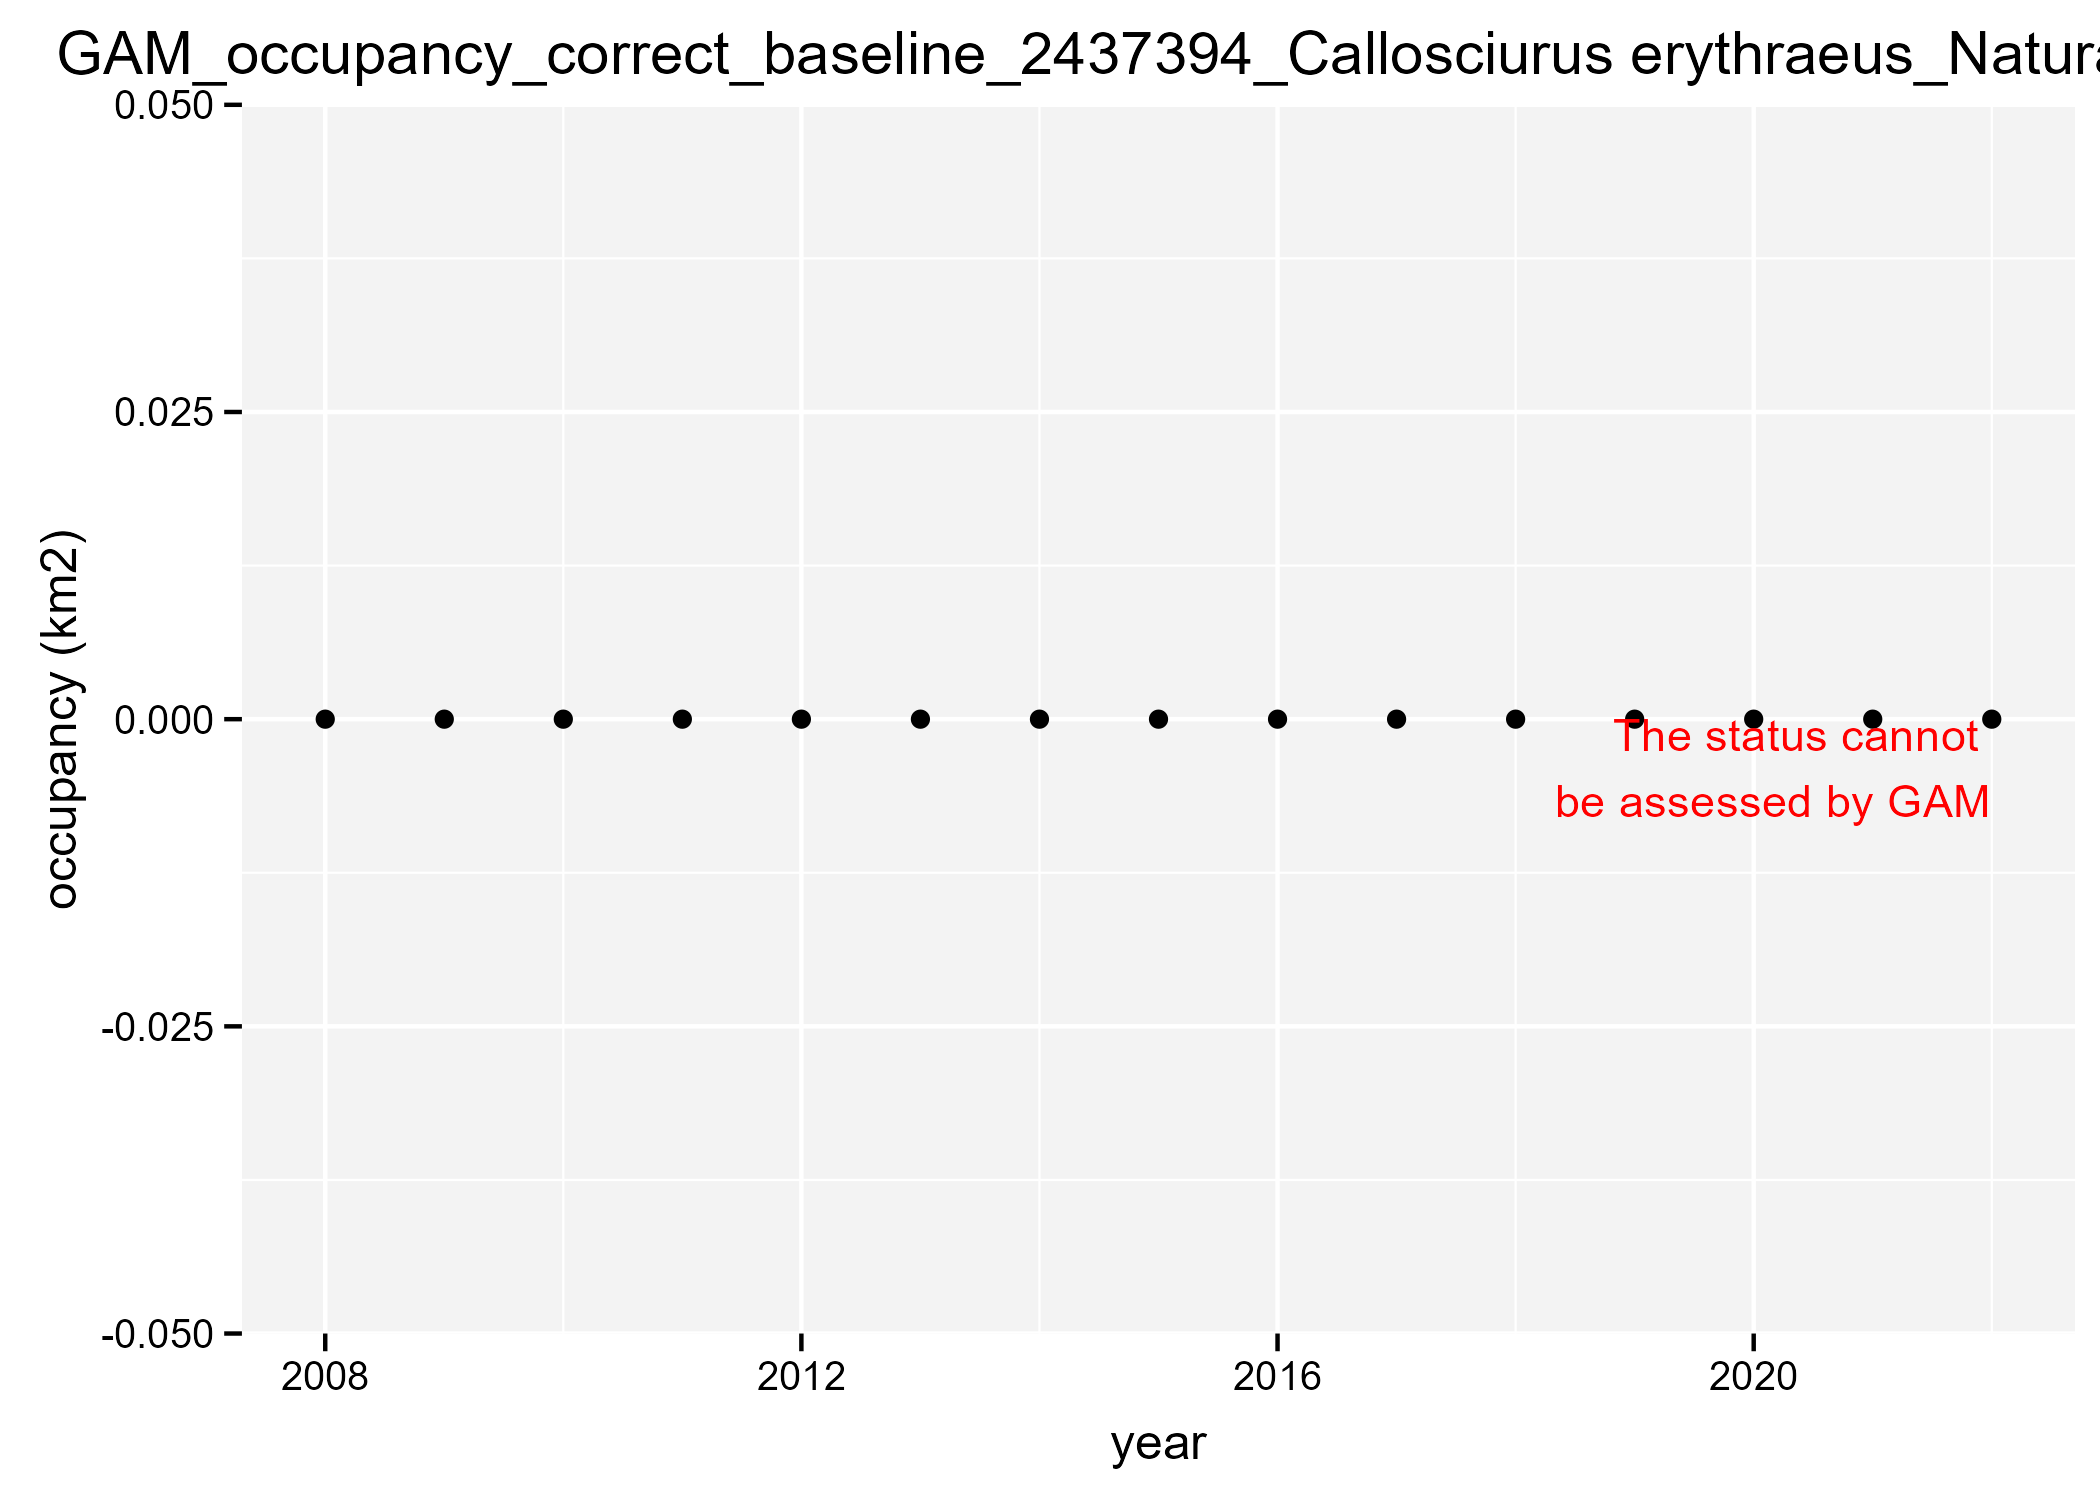 GAM_occupancy_correct_baseline_2437394_Callosciurus erythraeus_Natura
0.050
0.025
0.000
-0.025
-0.050
occupancy (km2)
The status cannot
be assessed by GAM
2008 2012 2016 2020
year